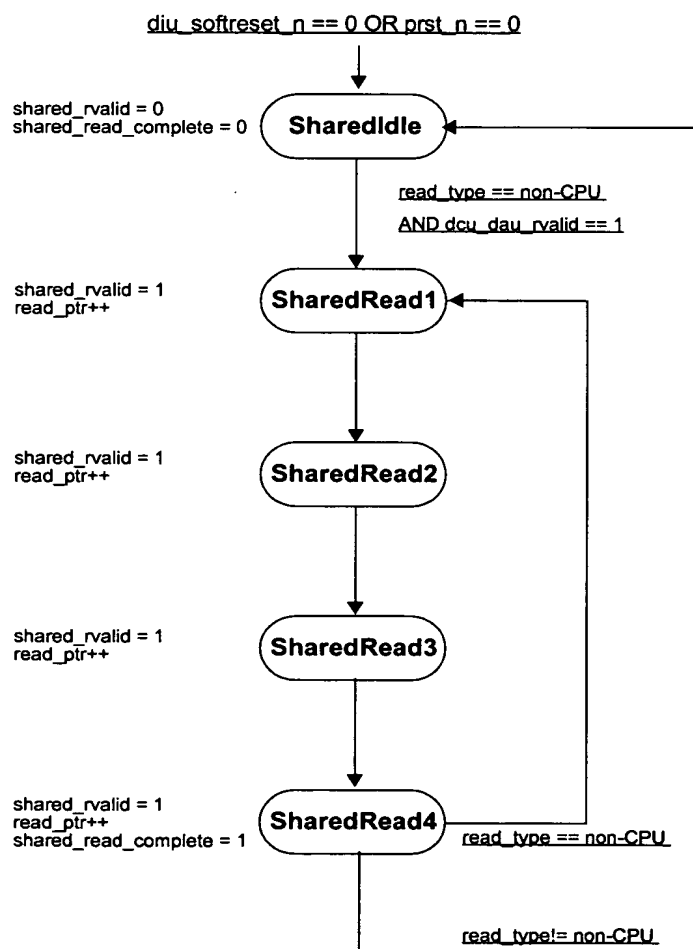 diu_softreset_n == 0 OR prst_n == 0
shared_rvalid = 0
shared_read_complete = 0
SharedIdle
read_type == non-CPU
AND dcu_dau_rvalid == 1
shared_rvalid = 1
read_ptr++
SharedRead1
shared_rvalid = 1
read_ptr++
SharedRead2
shared_rvalid = 1
read_ptr++
SharedRead3
shared_rvalid = 1
read_ptr++
shared_read_complete = 1
SharedRead4
read_type == non-CPU
read_type!= non-CPU